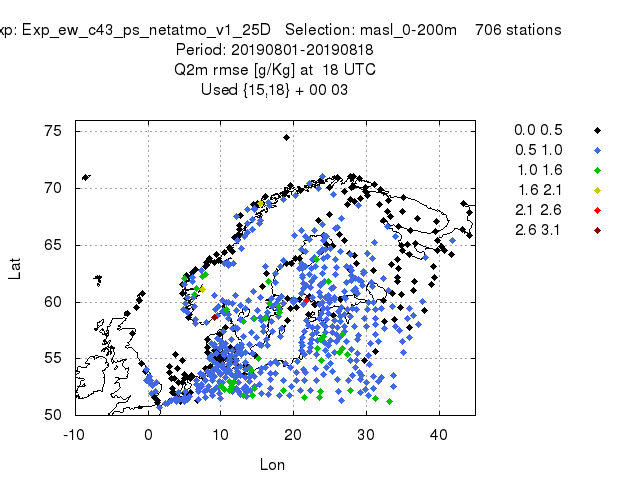 xp: Exp_ew_c43_ps_netatmo_v1_25D Selection: masl_0-200m 706 stations
Period: 20190801-20190818
Q2m rmse [g/Kg] at 18 UTC
Used {15,18} + 00 03
75
70
65
60
55
50
Lat
-10 0 10 20 30 40
Lon
0.0 0.5
0.5 1.0
1.0 1.6
1.6 2.1
2.1 2.6
2.6 3.1